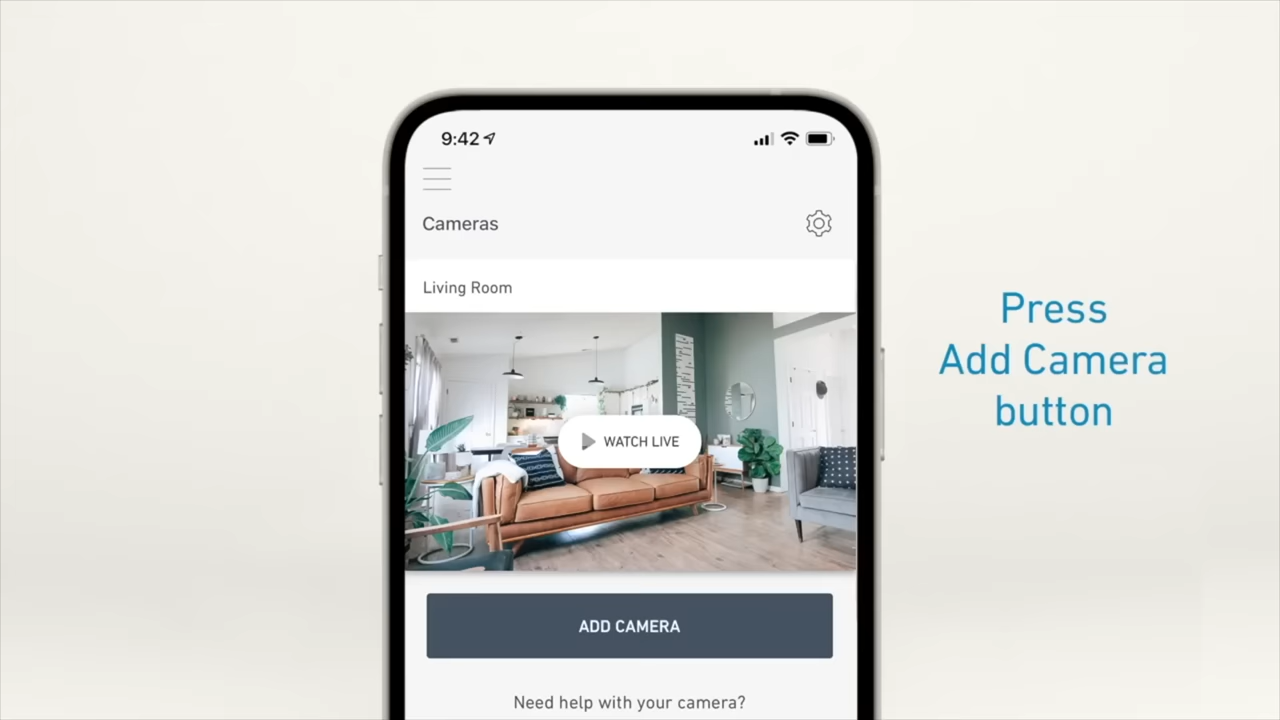 9:42
Cameras
Living Room
WATCH LIVE
ADD CAMERA
Need help with your camera?
Press
Add Camera
button